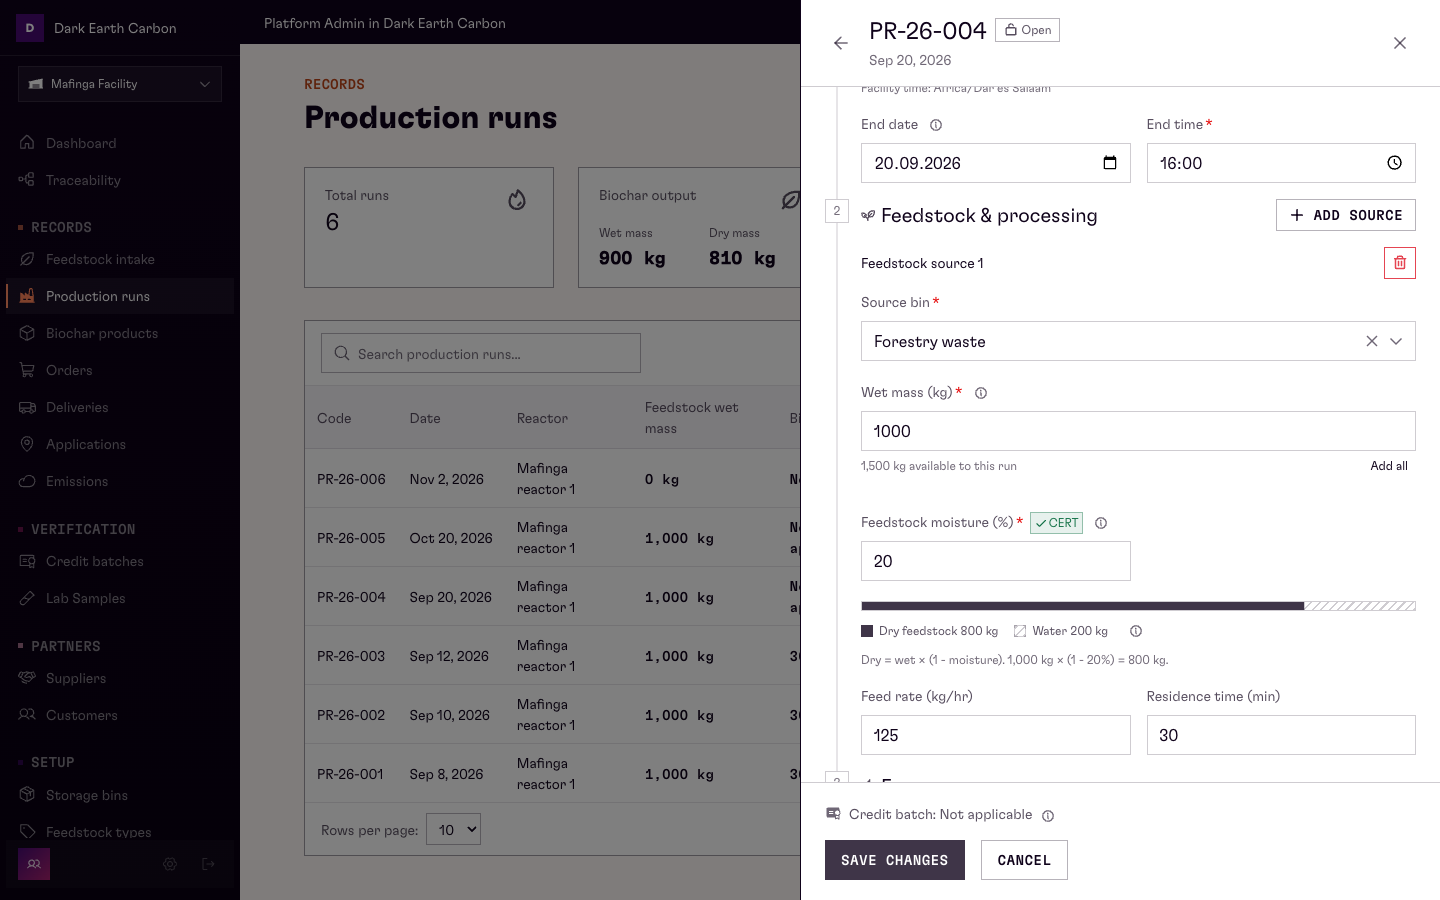 D Dark Earth Carbon
Mafinga Facility
Dashboard
Traceability
RECORDS
Feedstock intake
Production runs
Biochar products
Orders
Deliveries
Applications
Emissions
VERIFICATION
Credit batches
Lab Samples
PARTNERS
Suppliers
Customers
SETUP
Storage bins
Feedstock types
Platform Admin in Dark Earth Carbon
RECORDS
Production runs
Total runs
6
Biochar output
Wet mass Dry mass
900 kg 810 kg
Search production runs...
Code Date Reactor Feedstock wet mass
PR-26-006 Nov 2, 2026 Mafinga reactor 1 0 kg
PR-26-005 Oct 20, 2026 Mafinga reactor 1 1,000 kg
PR-26-004 Sep 20, 2026 Mafinga reactor 1 1,000 kg
PR-26-003 Sep 12, 2026 Mafinga reactor 1 1,000 kg
PR-26-002 Sep 10, 2026 Mafinga reactor 1 1,000 kg
PR-26-001 Sep 8, 2026 Mafinga reactor 1 1,000 kg
Rows per page: 10
PR-26-004 Open
Sep 20, 2026
Facility time: Africa/Dar es Salaam
End date End time *
20.09.2026 16:00
2 Feedstock & processing + ADD SOURCE
Feedstock source 1
Source bin *
Forestry waste
Wet mass (kg) *
1000
1,500 kg available to this run Add all
Feedstock moisture (%) * CERT
20
Dry feedstock 800 kg Water 200 kg
Dry = wet × (1 - moisture). 1,000 kg × (1 - 20%) = 800 kg.
Feed rate (kg/hr) Residence time (min)
125 30
Credit batch: Not applicable
SAVE CHANGES CANCEL